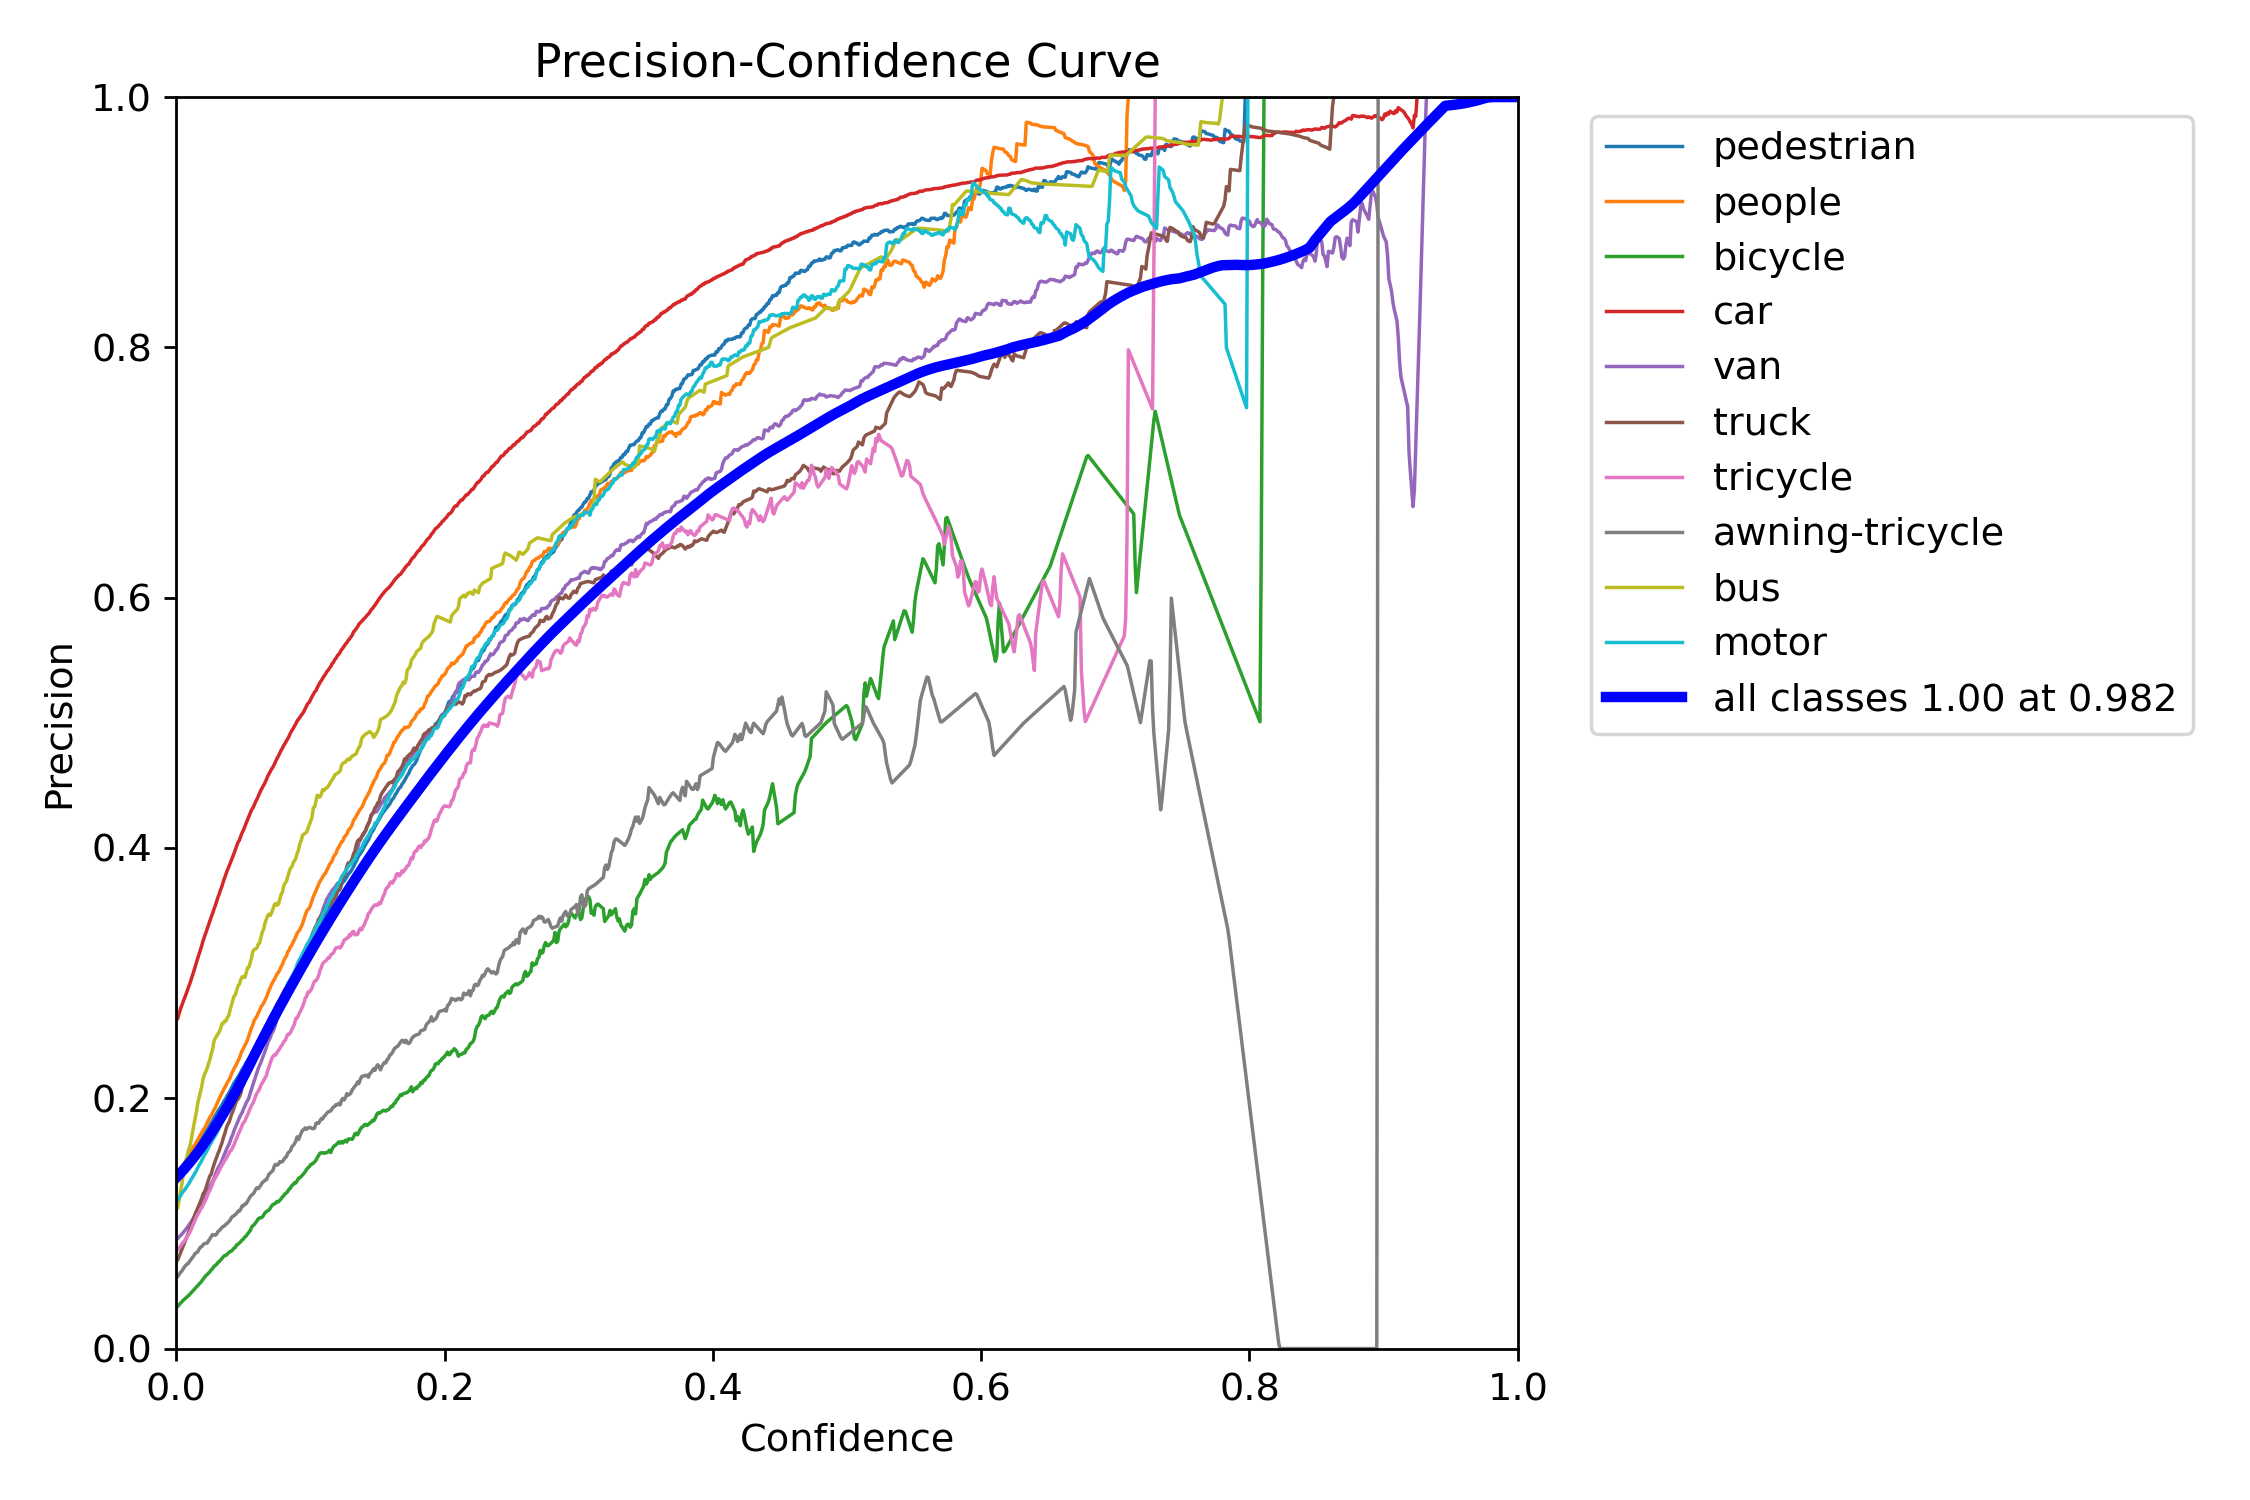 Precision-Confidence Curve
1.0
0.8
0.6
0.4
0.2
0.0
Precision
0.0 0.2 0.4 0.6 0.8 1.0
Confidence
pedestrian
people
bicycle
car
van
truck
tricycle
awning-tricycle
bus
motor
all classes 1.00 at 0.982